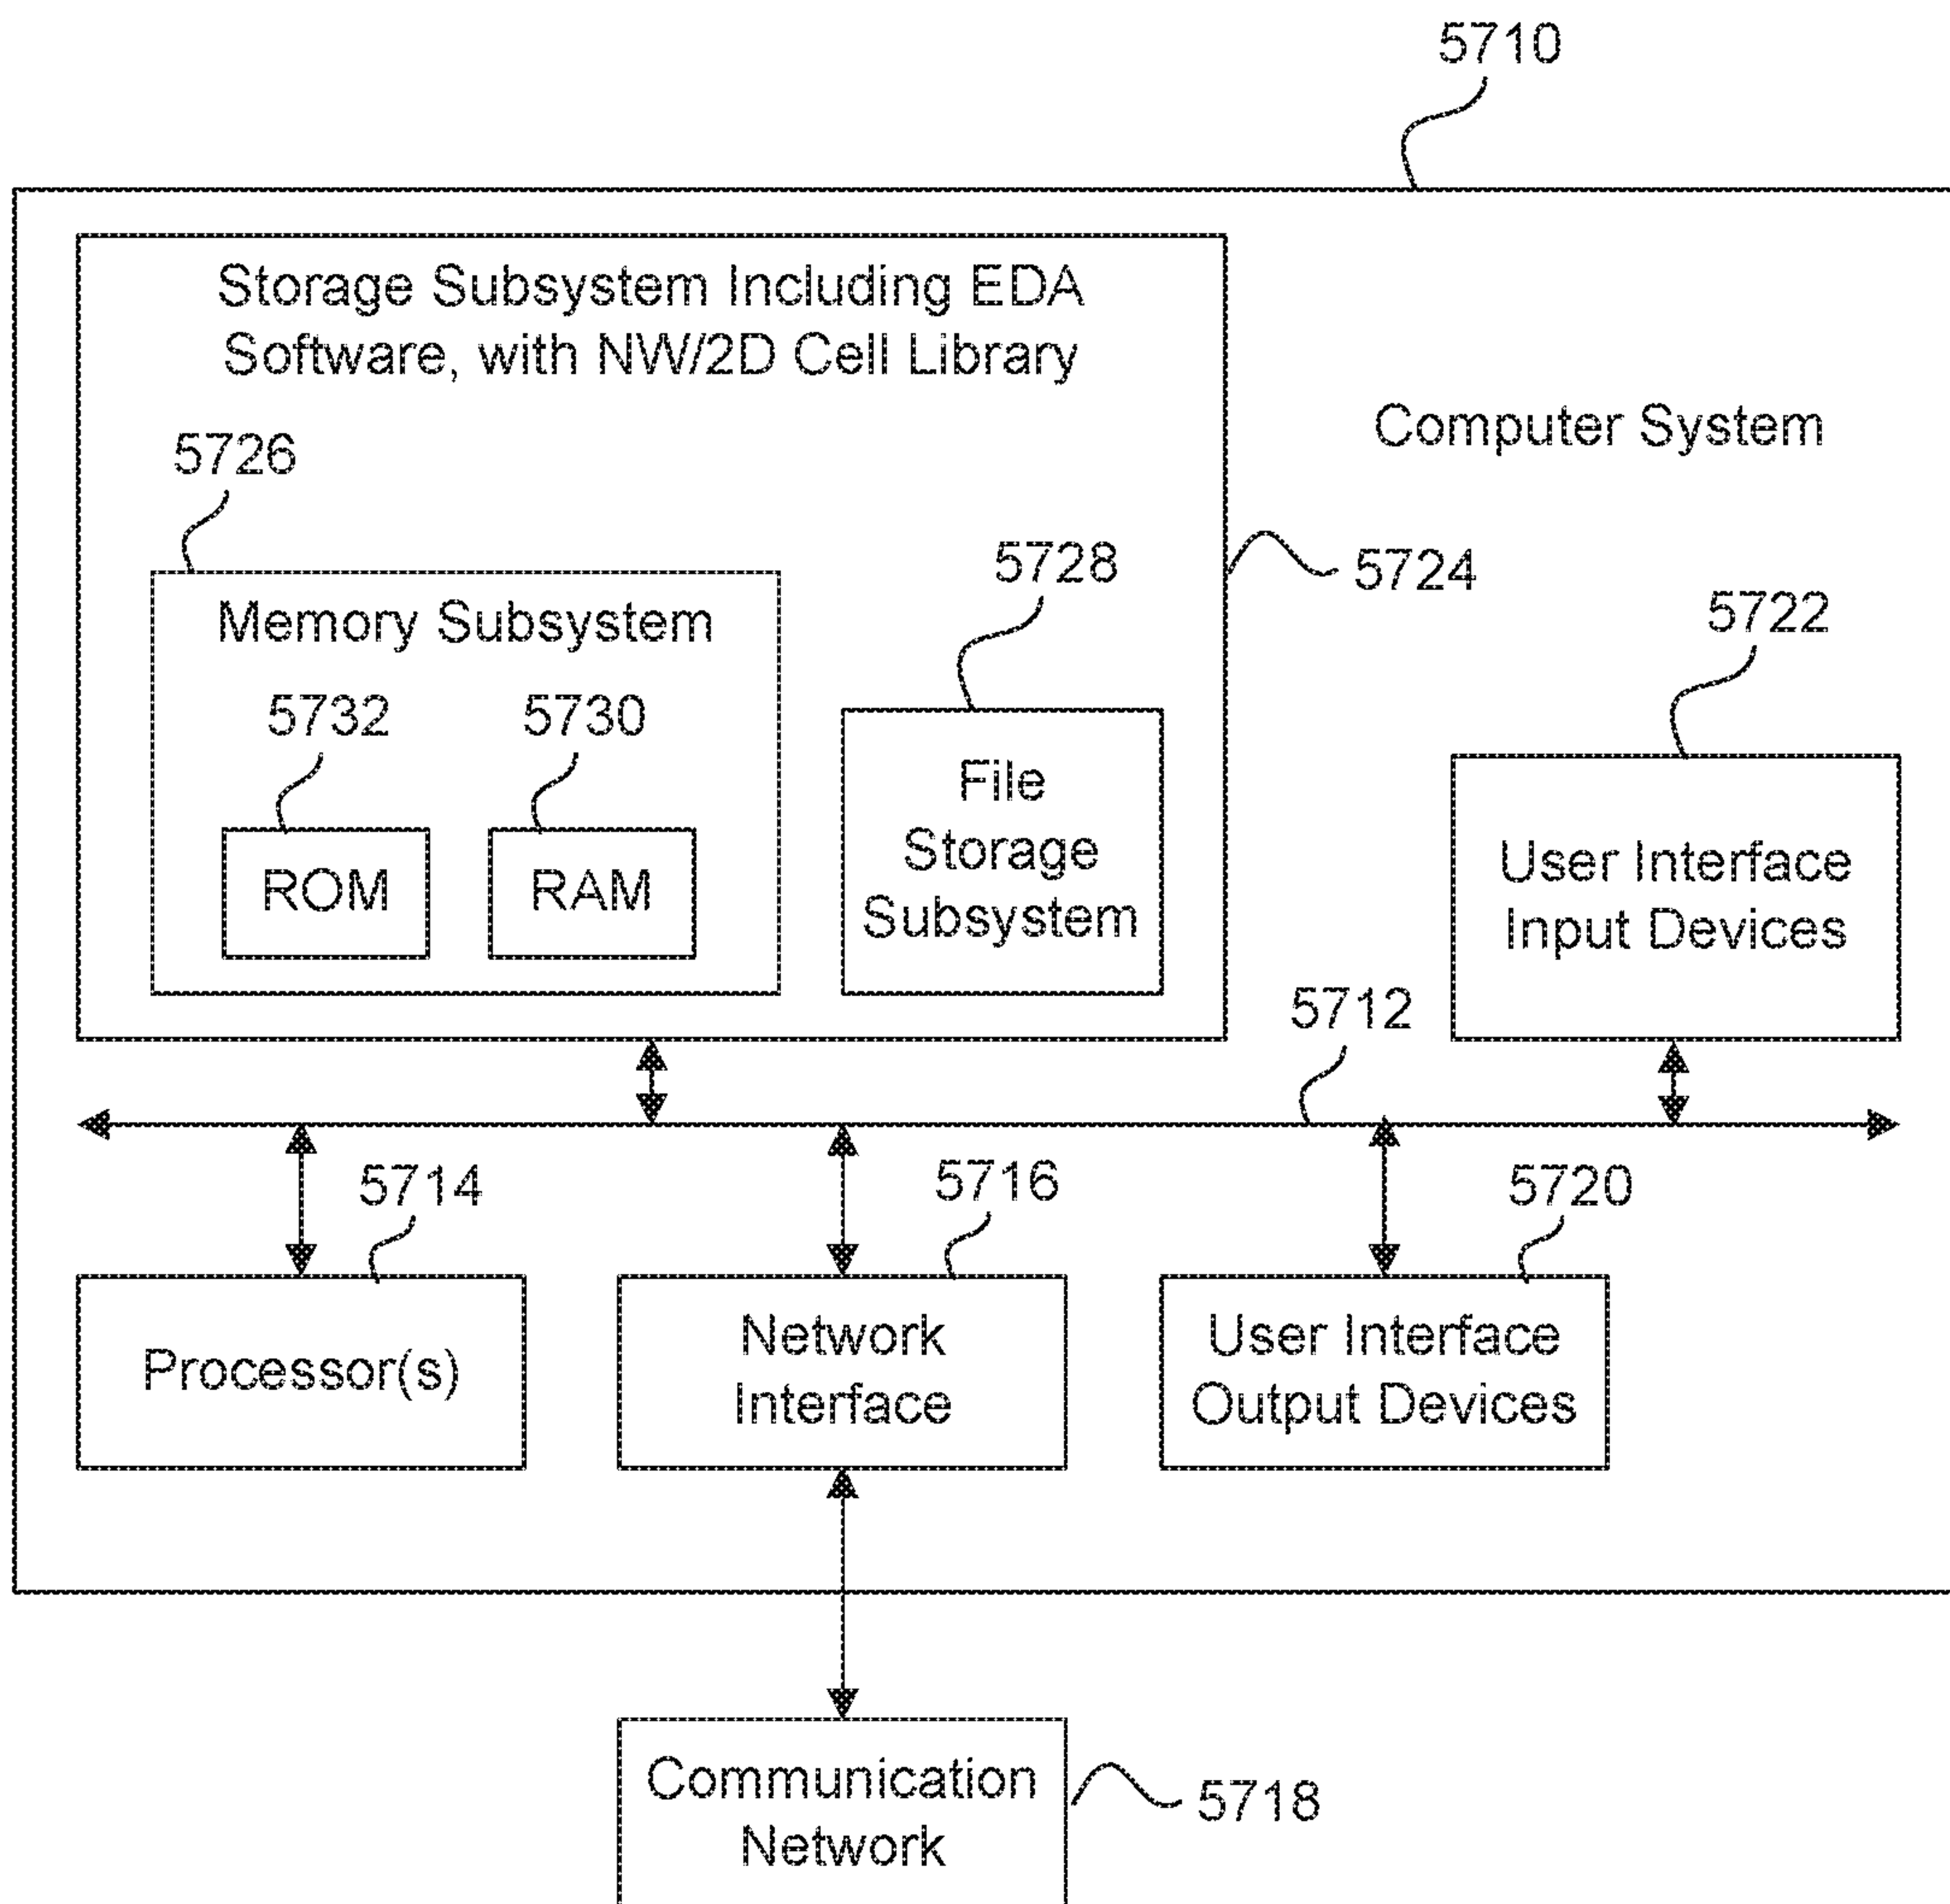 5710
Storage Subsystem Including EDA
Software, with NW/2D Cell Library
Computer System
5726
5728
5724
5722
Memory Subsystem
5732
5730
ROM
RAM
File
Storage
Subsystem
User Interface
Input Devices
5712
5714
5716
5720
Processor(s)
Network
Interface
User Interface
Output Devices
Communication
Network
5718